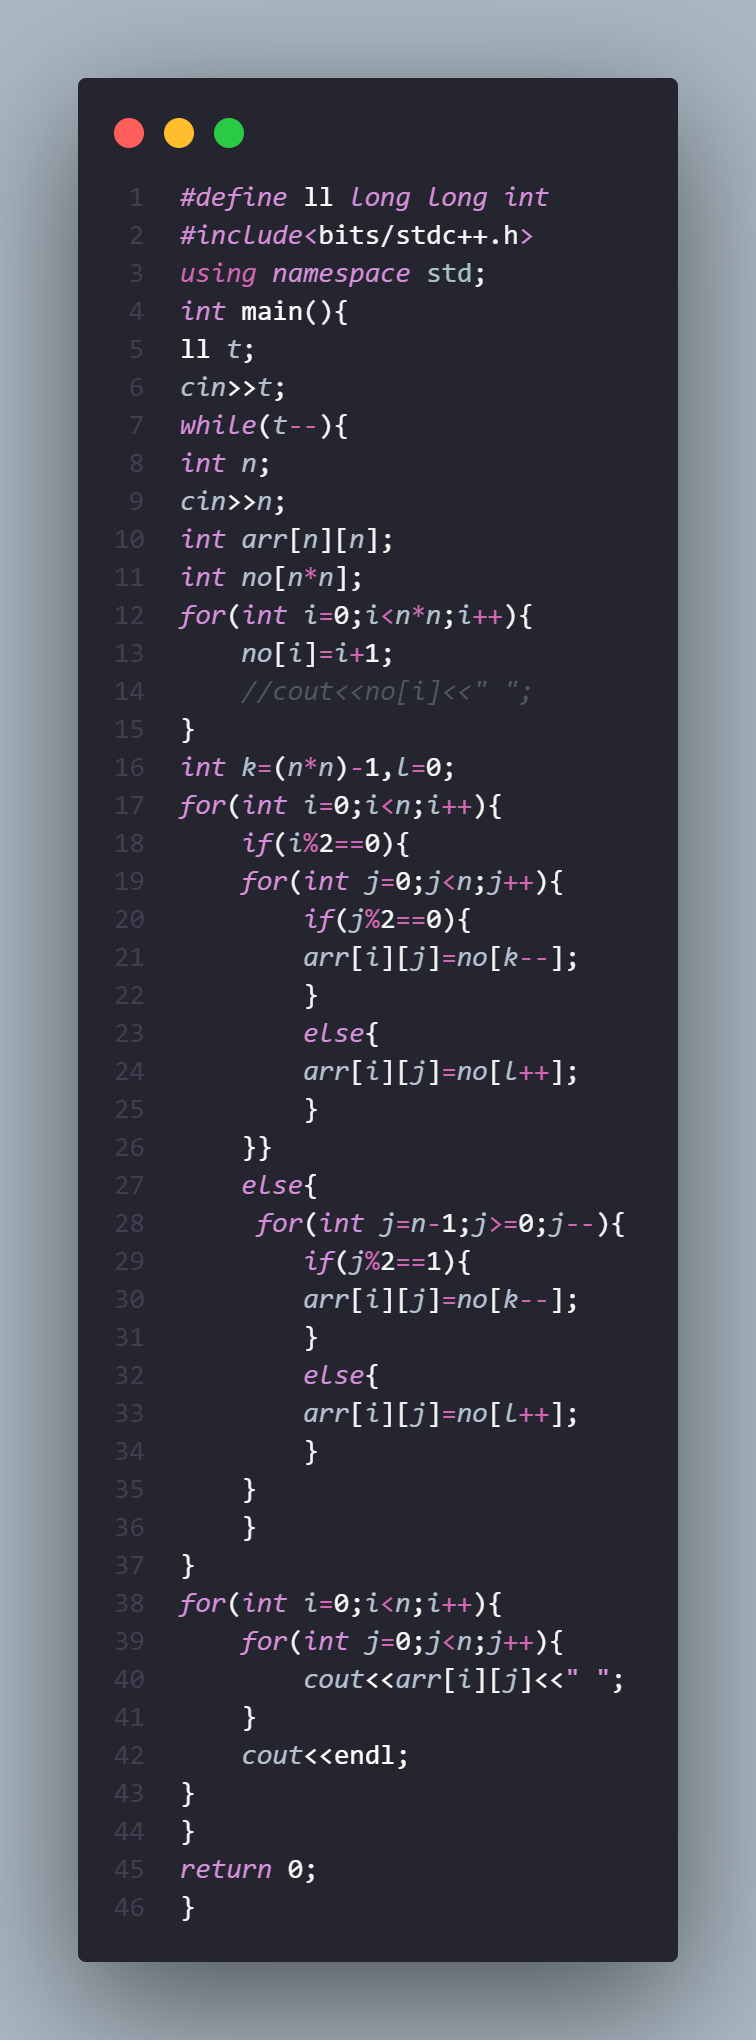 1 #define ll long long int
2 #include<bits/stdc++.h>
3 using namespace std;
4 int main(){
5 ll t;
6 cin>>t;
7 while(t--){
8 int n;
9 cin>>n;
10 int arr[n][n];
11 int no[n*n];
12 for(int i=0;i<n*n;i++){
13     no[i]=i+1;
14     //cout<<no[i]<<" ";
15 }
16 int k=(n*n)-1,l=0;
17 for(int i=0;i<n;i++){
18     if(i%2==0){
19     for(int j=0;j<n;j++){
20         if(j%2==0){
21         arr[i][j]=no[k--];
22         }
23         else{
24         arr[i][j]=no[l++];
25         }
26     }}
27     else{
28      for(int j=n-1;j>=0;j--){
29         if(j%2==1){
30         arr[i][j]=no[k--];
31         }
32         else{
33         arr[i][j]=no[l++];
34         }
35     }
36     }
37 }
38 for(int i=0;i<n;i++){
39     for(int j=0;j<n;j++){
40         cout<<arr[i][j]<<" ";
41     }
42     cout<<endl;
43 }
44 }
45 return 0;
46 }